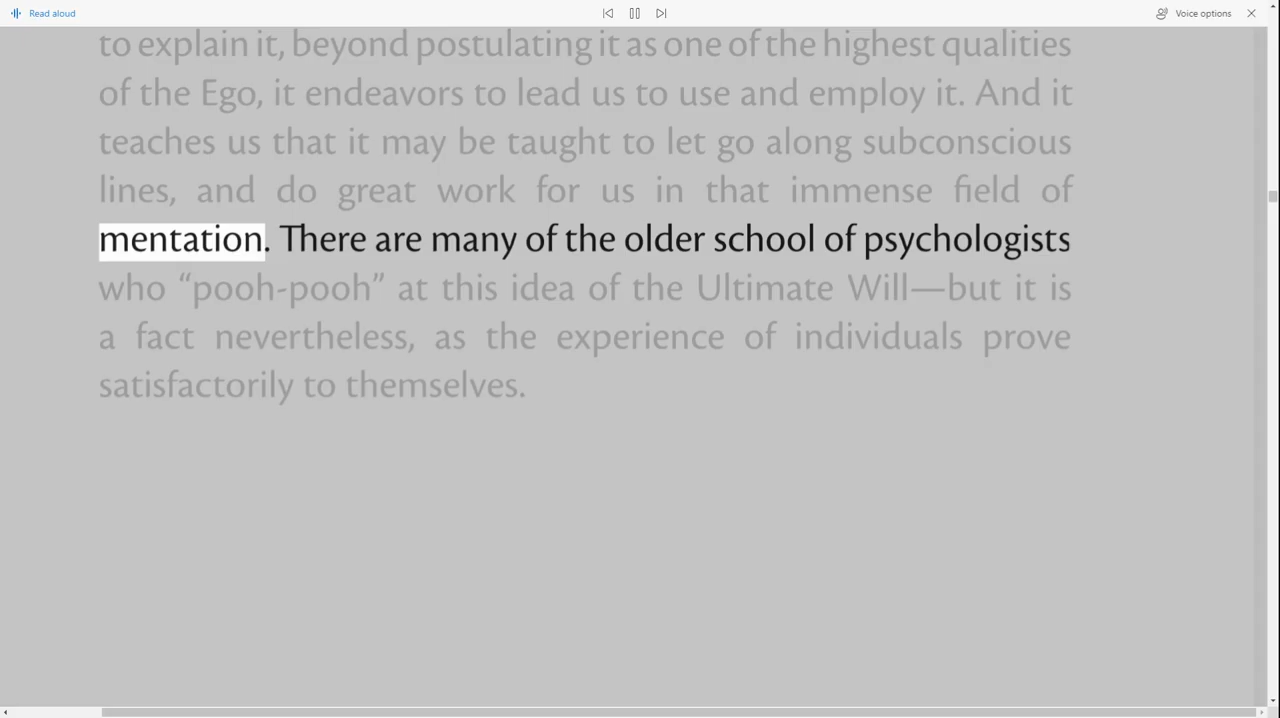 Read aloud
Voice options
to explain it, beyond postulating it as one of the highest qualities
of the Ego, it endeavors to lead us to use and employ it. And it
teaches us that it may be taught to let go along subconscious
lines, and do great work for us in that immense field of
mentation. There are many of the older school of psychologists
who “pooh-pooh” at this idea of the Ultimate Will—but it is
a fact nevertheless, as the experience of individuals prove
satisfactorily to themselves.